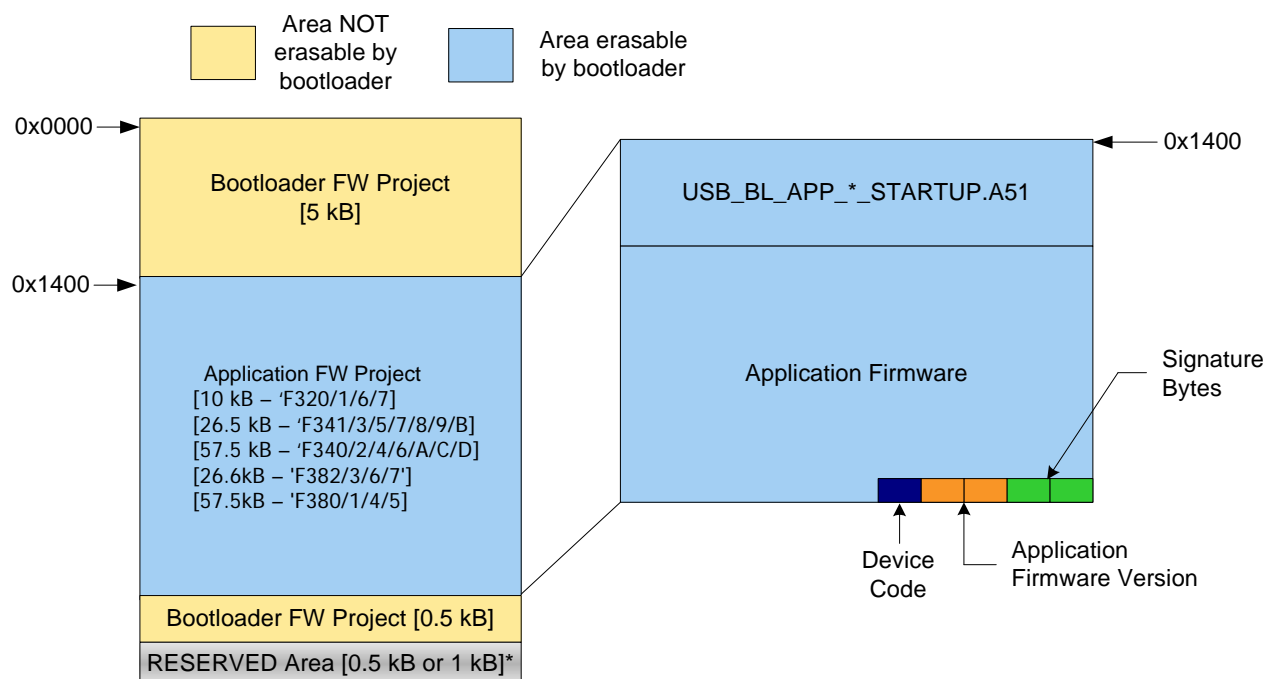 Area NOT
erasable by
bootloader
Area erasable
by bootloader
0x0000
Bootloader FW Project
[5 kB]
0x1400
Application FW Project
[10 kB – ‘F320/1/6/7]
[26.5 kB – ‘F341/3/5/7/8/9/B]
[57.5 kB – ‘F340/2/4/6/A/C/D]
[26.6kB – 'F382/3/6/7']
[57.5kB – 'F380/1/4/5]
Bootloader FW Project [0.5 kB]
RESERVED Area [0.5 kB or 1 kB]*
0x1400
USB_BL_APP_*_STARTUP.A51
Application Firmware
Signature
Bytes
Device
Code
Application
Firmware Version